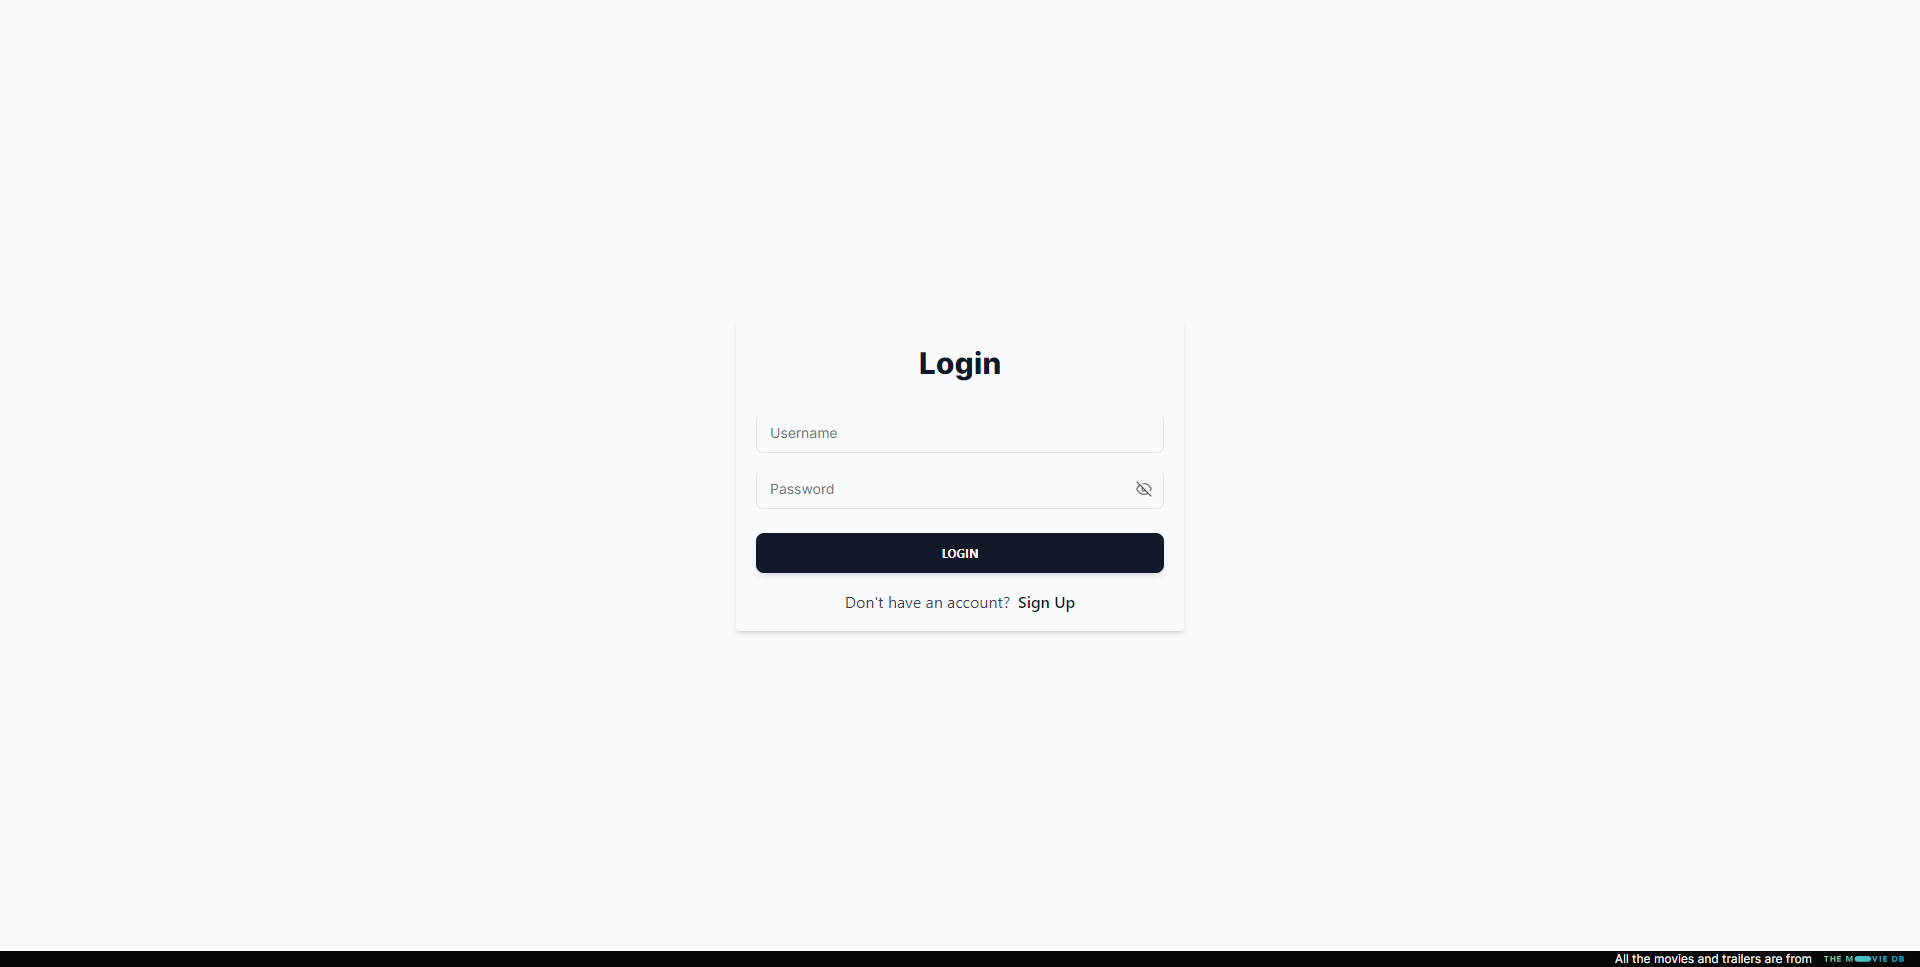 Login
Username
Password
LOGIN
Don't have an account? Sign Up
All the movies and trailers are from THE MOVIE DB